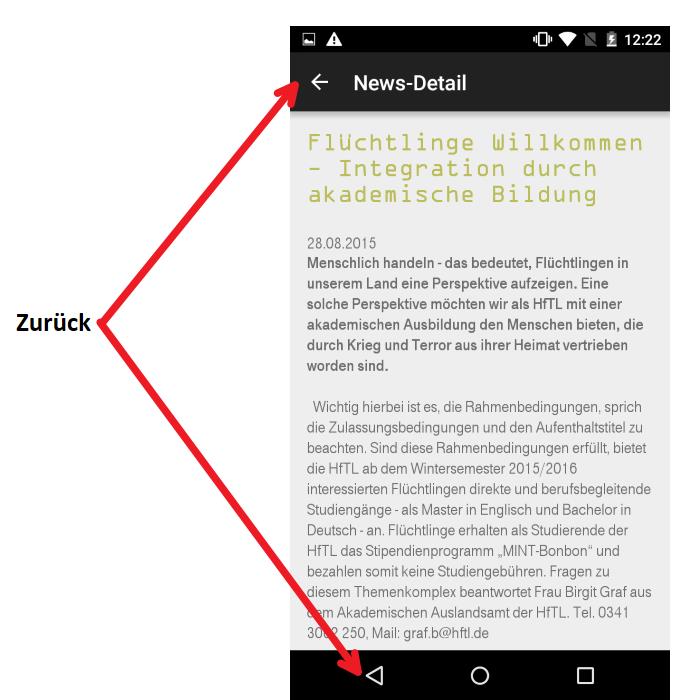 12:22
News-Detail
Flüchtlinge Willkommen
- Integration durch
akademische Bildung
28.08.2015
Menschlich handeln - das bedeutet, Flüchtlingen in
unserem Land eine Perspektive aufzeigen. Eine
solche Perspektive möchten wir als HfTL mit einer
akademischen Ausbildung den Menschen bieten, die
durch Krieg und Terror aus ihrer Heimat vertrieben
worden sind.
Zurück
Wichtig hierbei ist es, die Rahmenbedingungen, sprich
die Zulassungsbedingungen und den Aufenthaltstitel zu
beachten. Sind diese Rahmenbedingungen erfüllt, bietet
die HfTL ab dem Wintersemester 2015/2016
interessierten Flüchtlingen direkte und berufsbegleitende
Studiengänge - als Master in Englisch und Bachelor in
Deutsch - an. Flüchtlinge erhalten als Studierende der
HfTL das Stipendienprogramm „MINT-Bonbon“ und
bezahlen somit keine Studiengebühren. Fragen zu
diesem Themenkomplex beantwortet Frau Birgit Graf aus
dem Akademischen Auslandsamt der HfTL. Tel. 0341
3062 250, Mail: graf.b@hftl.de